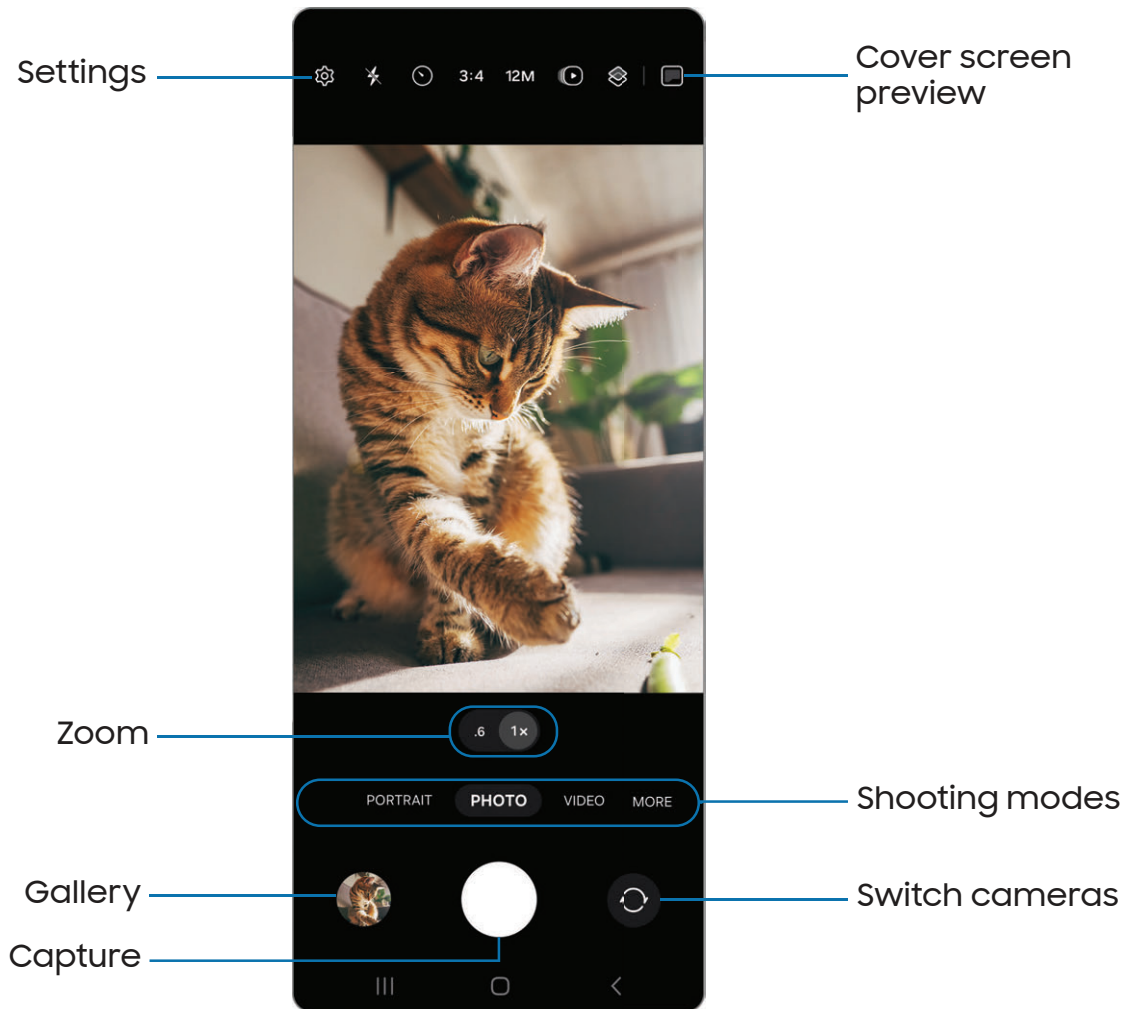 Settings
3:4 12M
Cover screen
preview
.6 1×
Zoom
PORTRAIT PHOTO VIDEO MORE
Shooting modes
Gallery
Switch cameras
Capture